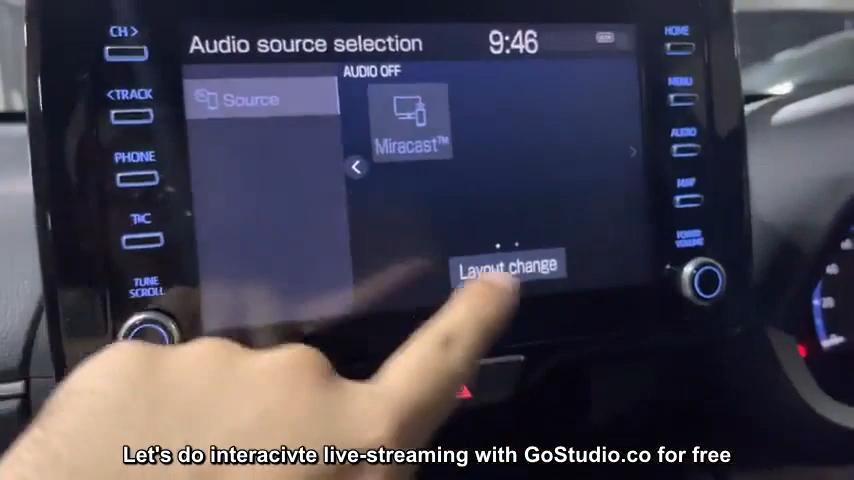 CH >
Audio source selection
9:46
HOME
AUDIO OFF
MENU
< TRACK
Source
Miracast™
AUDIO
PHONE
MAP
POWER
VOLUME
Layout change
TUNE
SCROLL
Let's do interacivte live-streaming with GoStudio.co for free